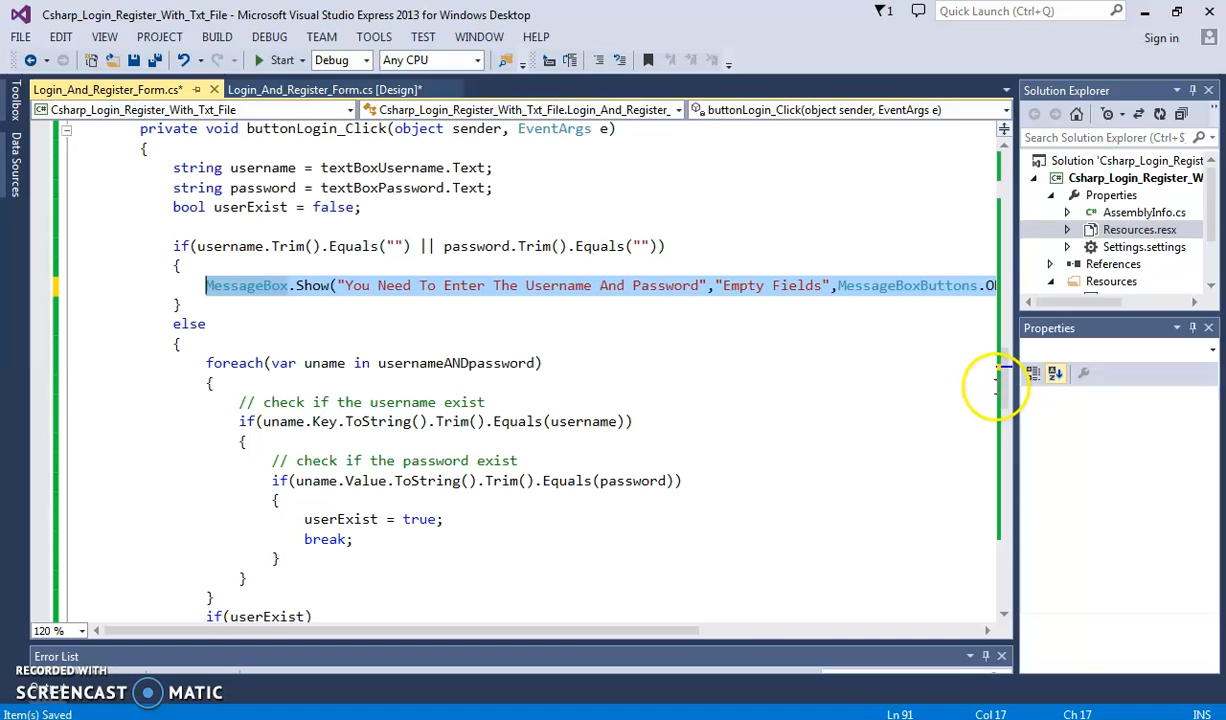 Csharp_Login_Register_With_Txt_File - Microsoft Visual Studio Express 2013 for Windows Desktop
1
Quick Launch (Ctrl+Q)
FILE EDIT VIEW PROJECT BUILD DEBUG TEAM TOOLS TEST WINDOW HELP
Sign in
Start Debug Any CPU
Toolbox
Data Sources
Login_And_Register_Form.cs* Login_And_Register_Form.cs [Design]*
Csharp_Login_Register_With_Txt_File Csharp_Login_Register_With_Txt_File.Login_And_Register_ buttonLogin_Click(object sender, EventArgs e)
private void buttonLogin_Click(object sender, EventArgs e)
{
string username = textBoxUsername.Text;
string password = textBoxPassword.Text;
bool userExist = false;
if(username.Trim().Equals("") || password.Trim().Equals(""))
{
MessageBox.Show("You Need To Enter The Username And Password","Empty Fields",MessageBoxButtons.O
}
else
{
foreach(var uname in usernameANDpassword)
{
// check if the username exist
if(uname.Key.ToString().Trim().Equals(username))
{
// check if the password exist
if(uname.Value.ToString().Trim().Equals(password))
{
userExist = true;
break;
}
}
}
if(userExist)
120 %
Error List
Solution Explorer
Search Solution Explorer (Ctrl+$
Solution 'Csharp_Login_Regist
Csharp_Login_Register_W
Properties
AssemblyInfo.cs
Resources.resx
Settings.settings
References
Resources
Properties
RECORDED WITH
SCREENCAST MATIC
Item(s) Saved Ln 91 Col 17 Ch 17 INS